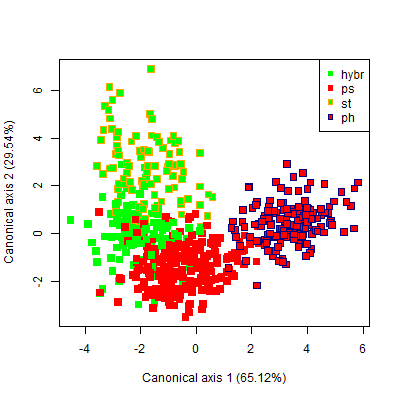 hybr
ps
st
ph
6
4
2
0
-2
Canonical axis 2 (29.54%)
-4
-2
0
2
4
6
Canonical axis 1 (65.12%)